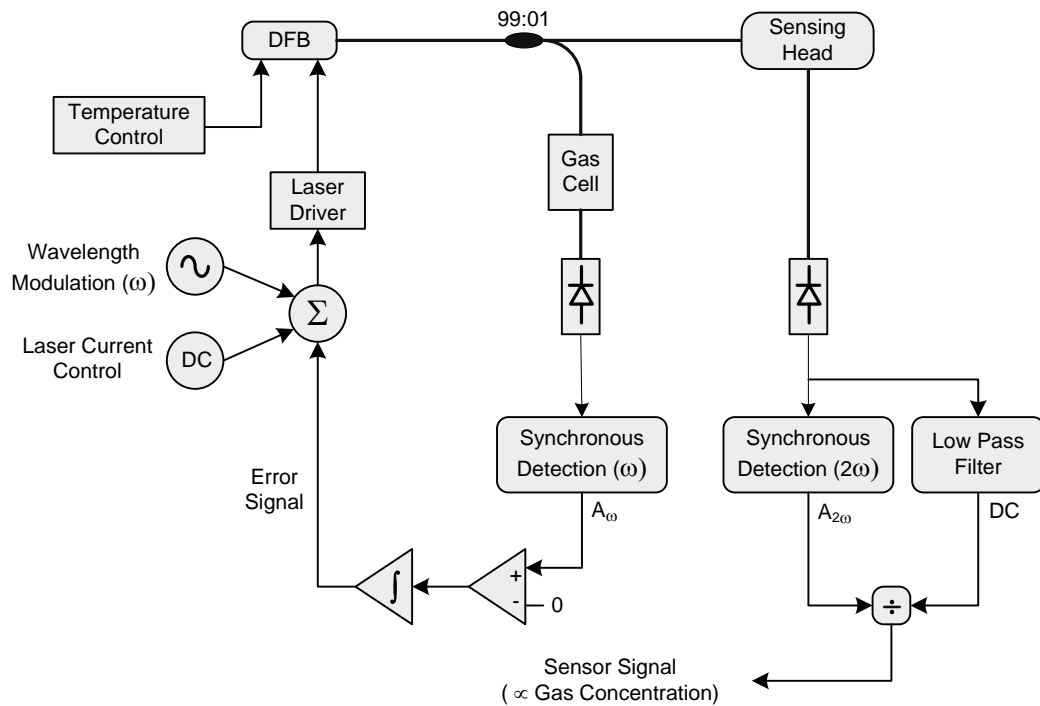 99:01
DFB
Sensing
Head
Temperature
Control
Gas
Cell
Laser
Driver
Wavelength
Modulation (ω)
Σ
Laser Current
Control
DC
Synchronous
Detection (ω)
Synchronous
Detection (2ω)
Low Pass
Filter
Error
Signal
Aω
A2ω
DC
∫
+
-
0
÷
Sensor Signal
( ∝ Gas Concentration)